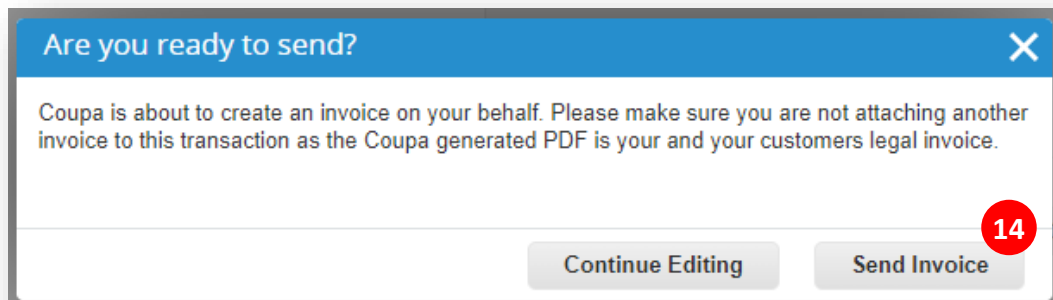 Are you ready to send?
Coupa is about to create an invoice on your behalf. Please make sure you are not attaching another
invoice to this transaction as the Coupa generated PDF is your and your customers legal invoice.
14
Continue Editing Send Invoice